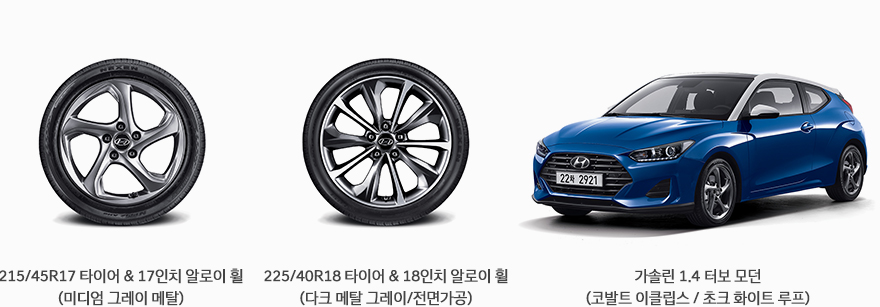 NEXEN
22확 2921
215/45R17 타이어 & 17인치 알로이 휠
(미디엄 그레이 메탈)
225/40R18 타이어 & 18인치 알로이 휠
(다크 메탈 그레이/전면가공)
가솔린 1.4 터보 모던
(코발트 이클립스 / 초크 화이트 루프)